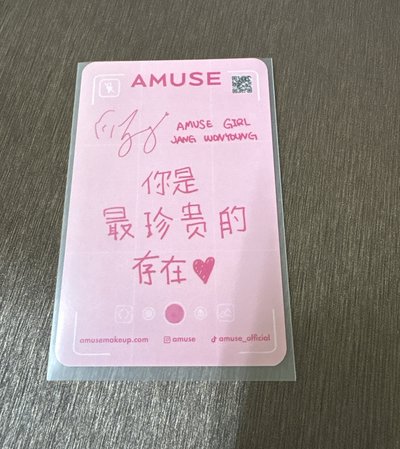 AMUSE
AMUSE GIRL
JANG WONYOUNG
你是
最珍贵的
存在♥
amusemakeup.com amuse amuse_official